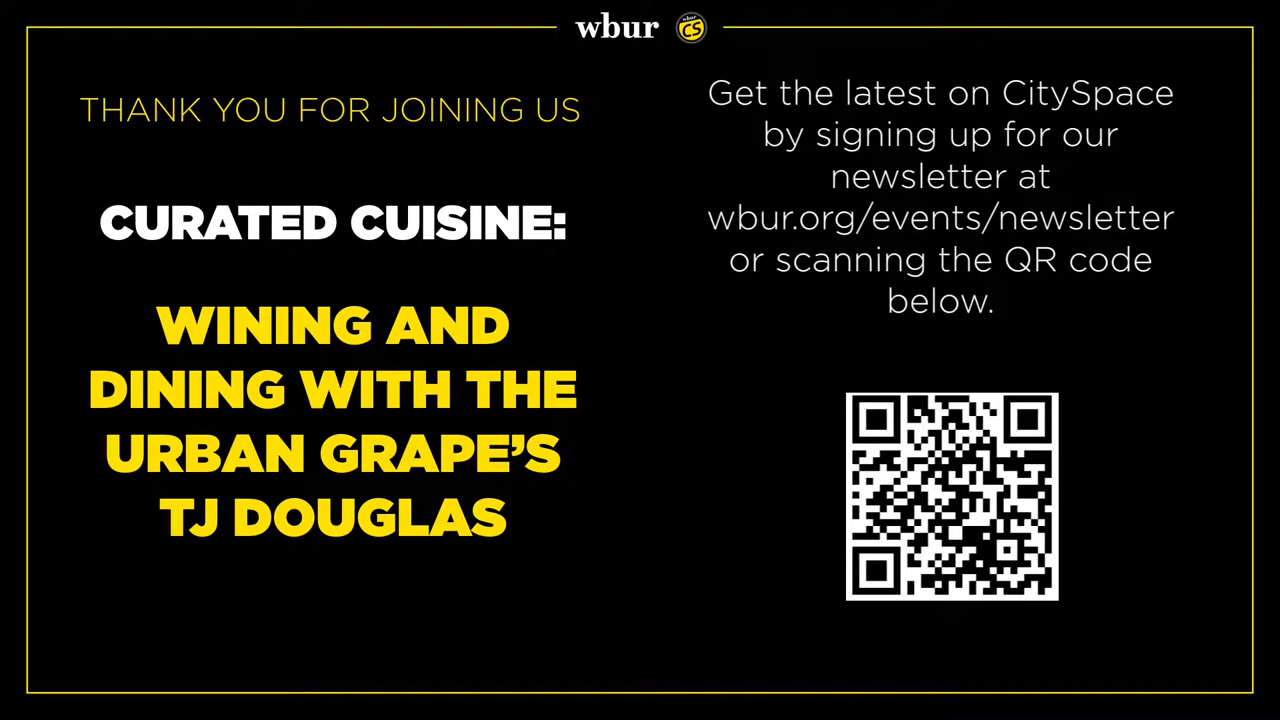 wbur
wbur
CS
THANK YOU FOR JOINING US
CURATED CUISINE:
WINING AND
DINING WITH THE
URBAN GRAPE’S
TJ DOUGLAS
Get the latest on CitySpace
by signing up for our
newsletter at
wbur.org/events/newsletter
or scanning the QR code
below.